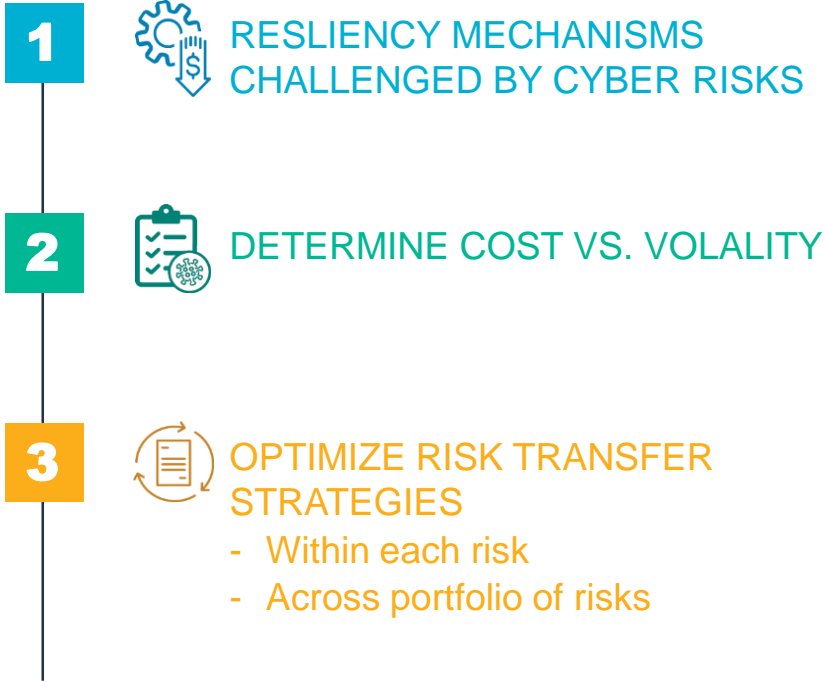 1
RESLIENCY MECHANISMS
CHALLENGED BY CYBER RISKS
$
2
DETERMINE COST VS. VOLALITY
3
OPTIMIZE RISK TRANSFER
STRATEGIES
- Within each risk
- Across portfolio of risks